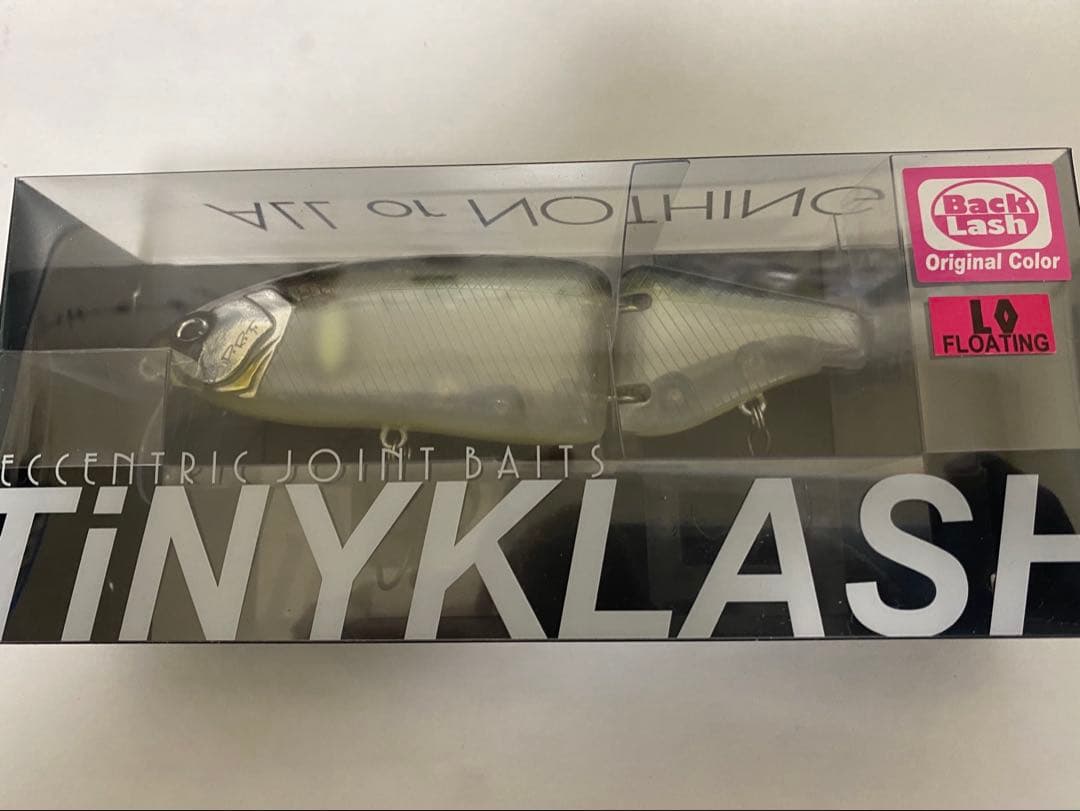 ALL or NOTHING
Back
Lash
Original Color
LO
FLOATING
ECCENTRIC JOINT BAITS
TiNYKLASH